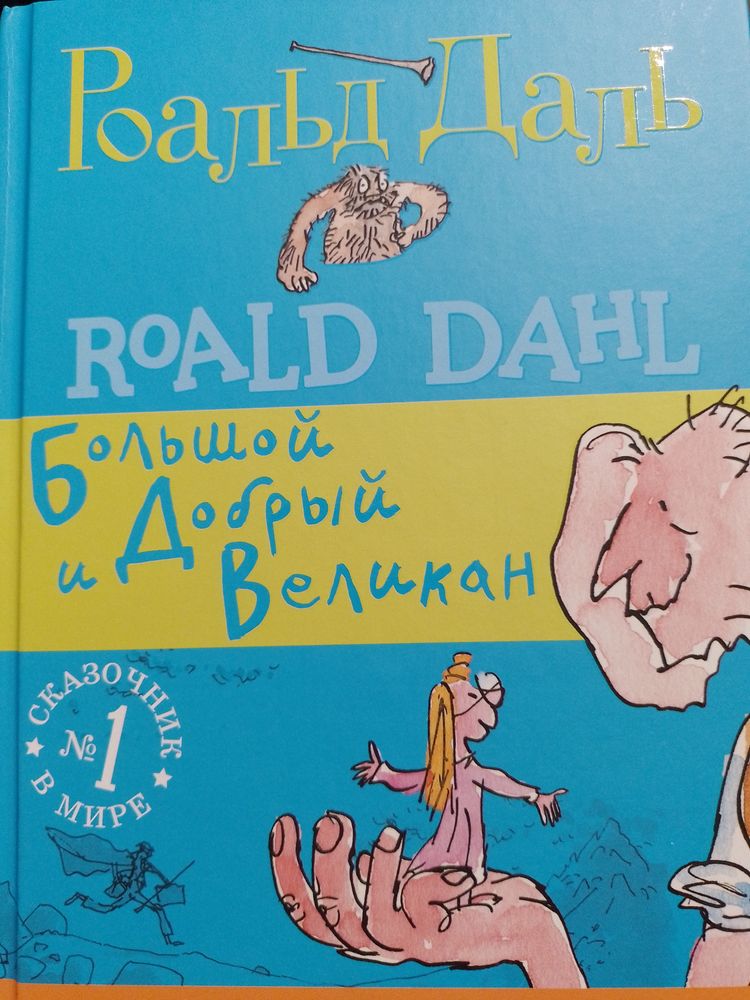 Роальд Даль
ROALD DAHL
Большой
и Добрый
Великан
СКАЗОЧНИК
№1
В МИРЕ